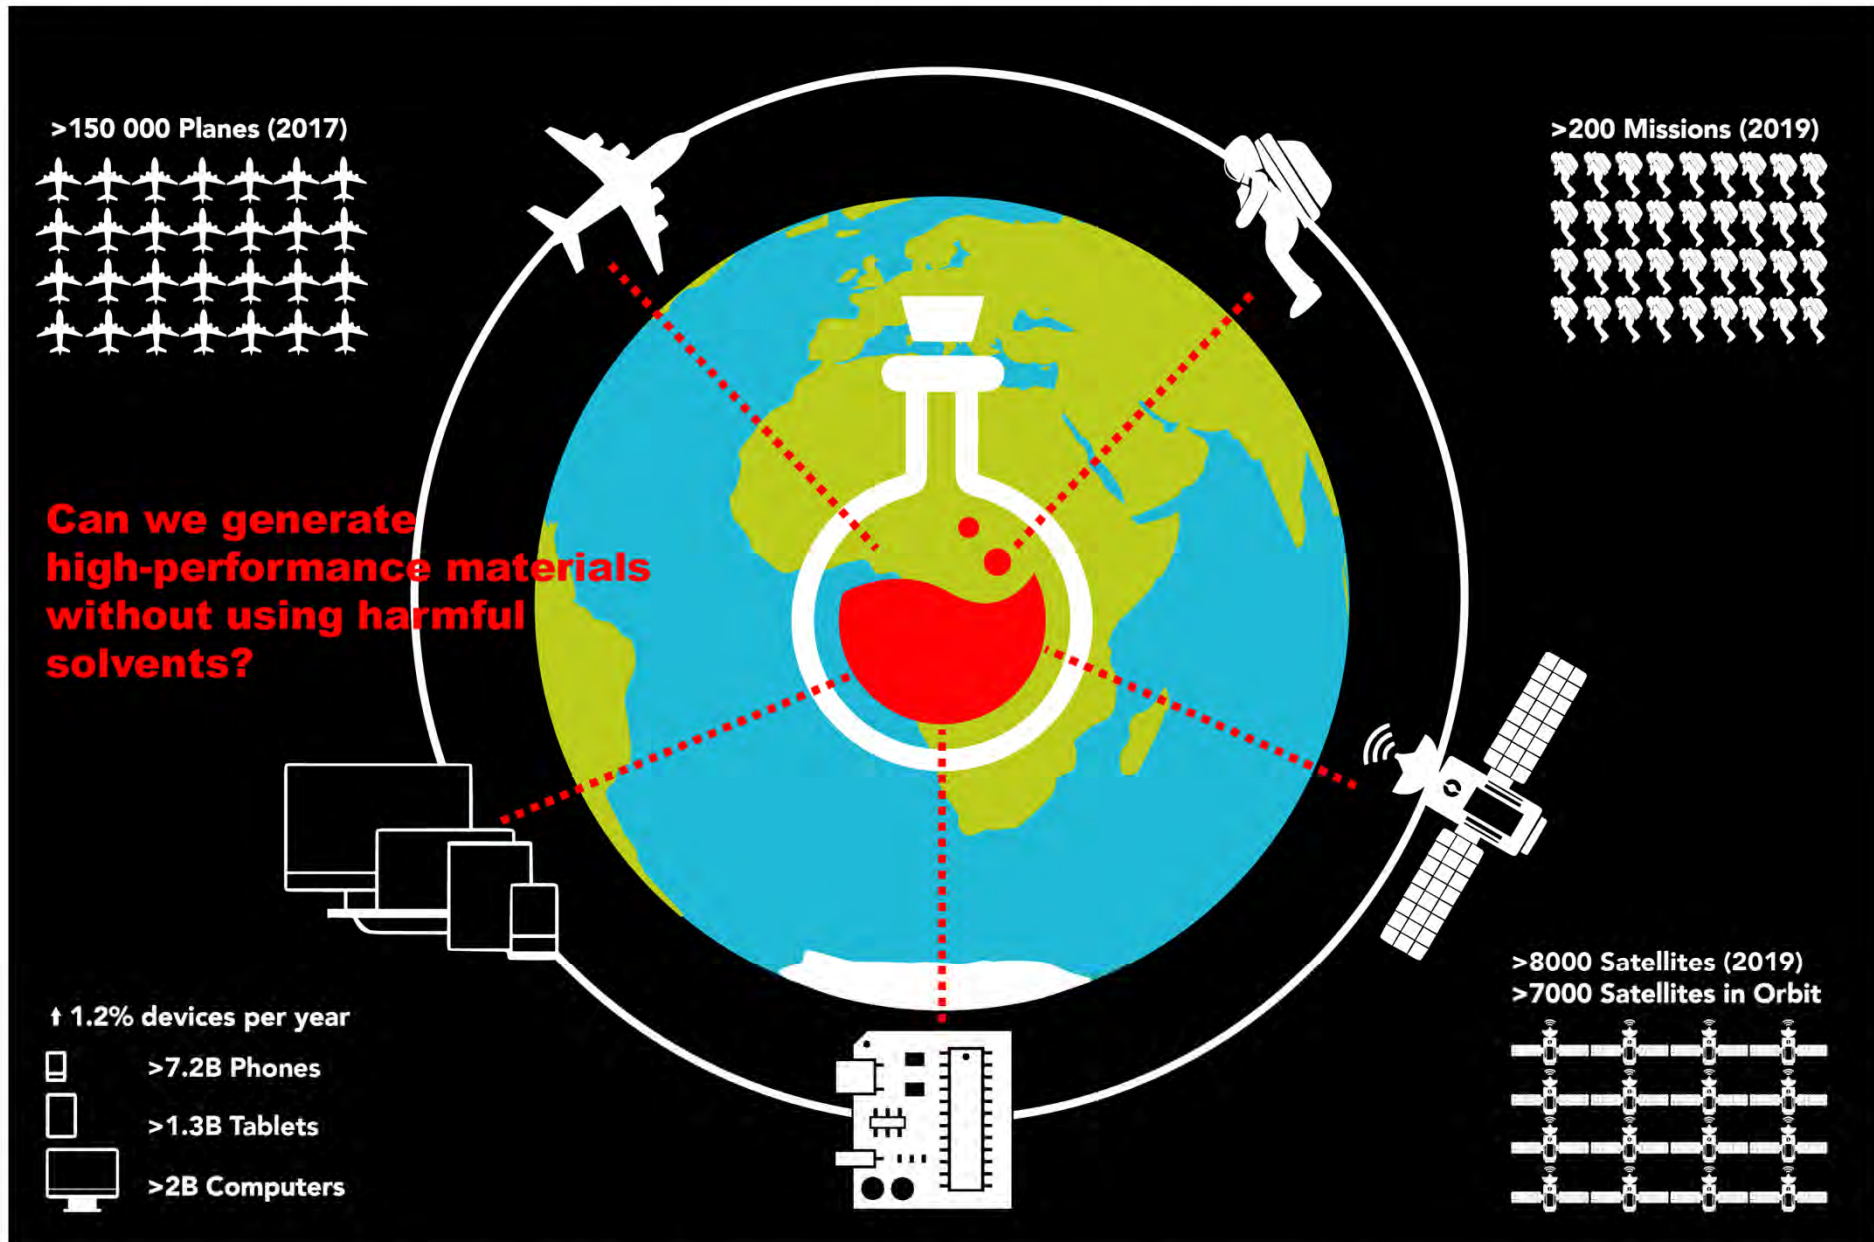 >150 000 Planes (2017)
>200 Missions (2019)
Can we generate
high-performance materials
without using harmful
solvents?
>8000 Satellites (2019)
>7000 Satellites in Orbit
⬆ 1.2% devices per year
>7.2B Phones
>1.3B Tablets
>2B Computers